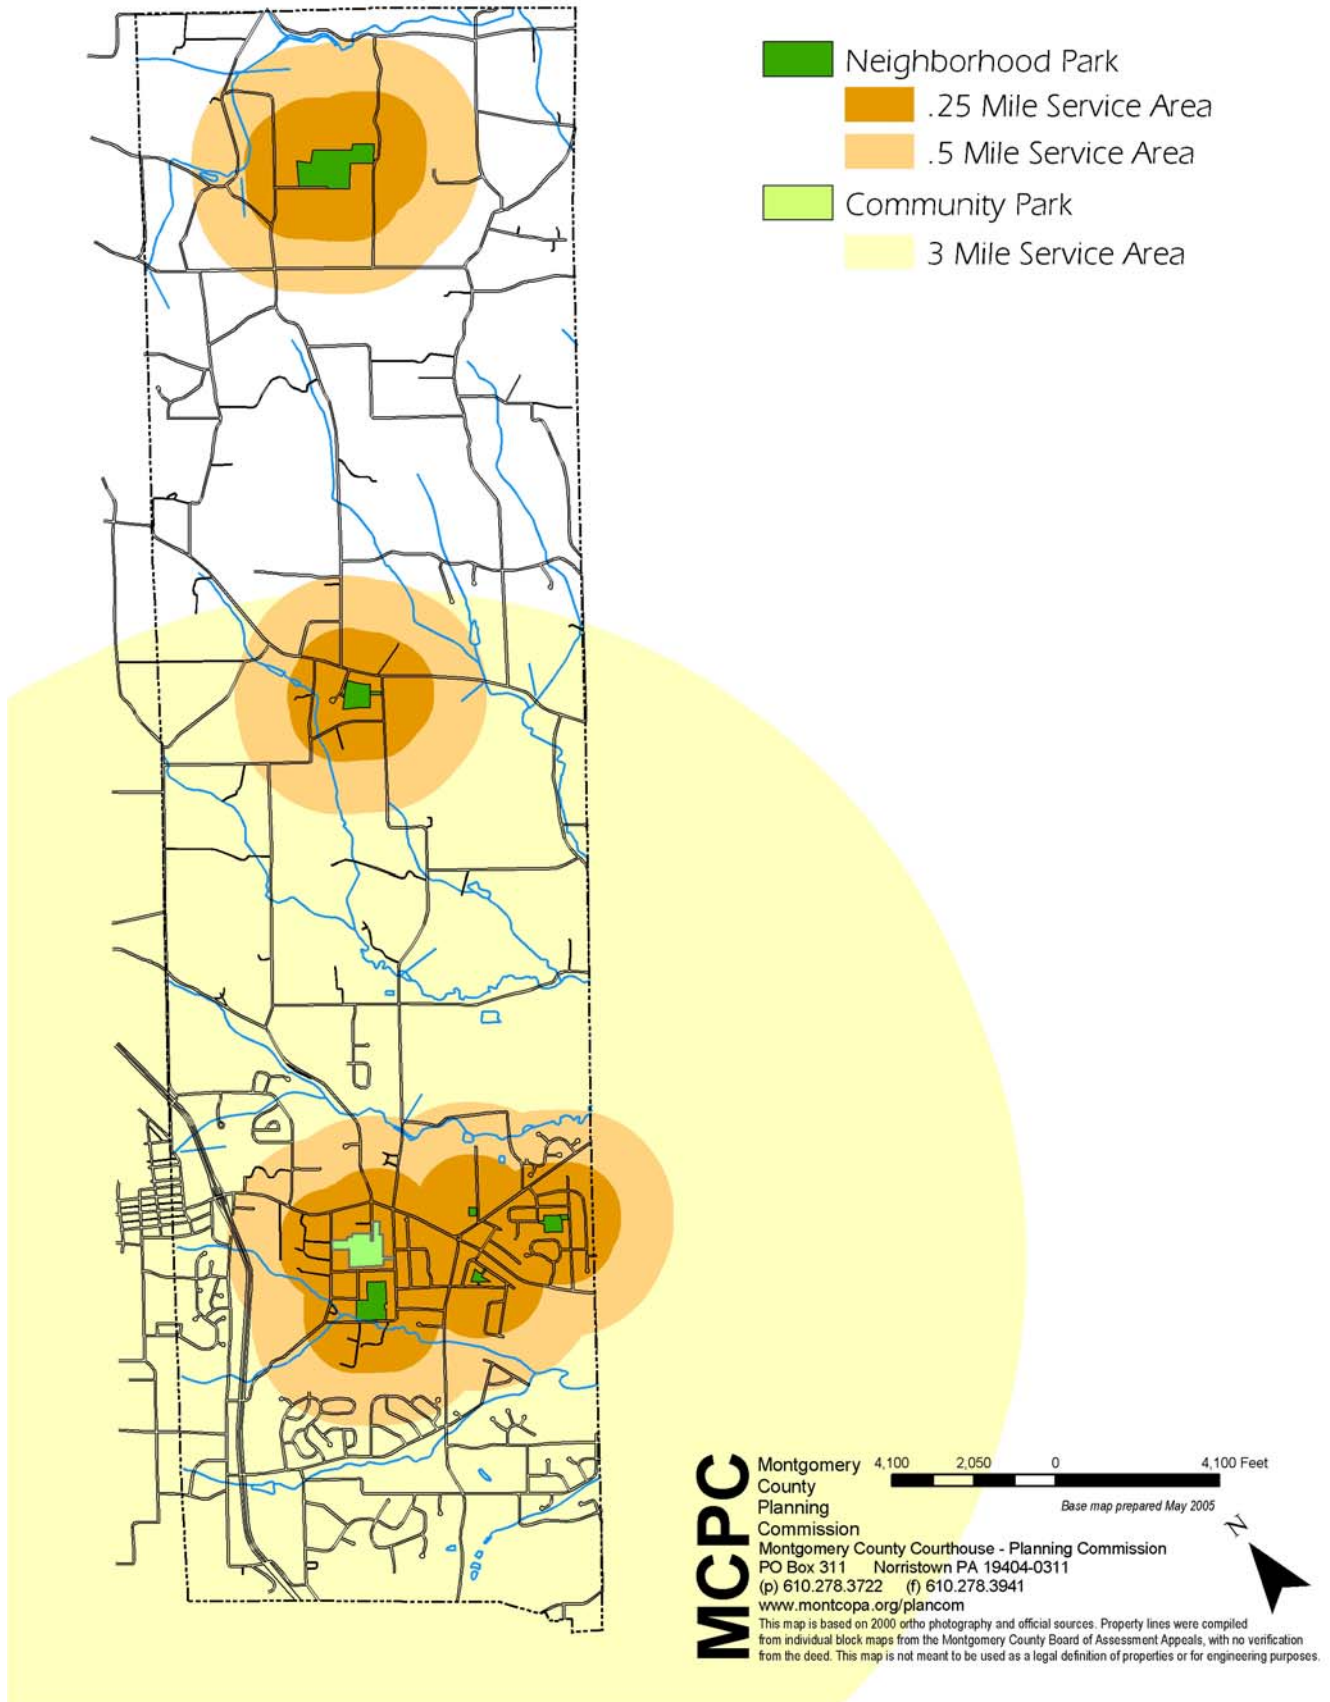 Neighborhood Park
.25 Mile Service Area
.5 Mile Service Area
Community Park
3 Mile Service Area
MCPC
Montgomery
County
Planning
Commission
Montgomery County Courthouse - Planning Commission
PO Box 311 Norristown PA 19404-0311
(p) 610.278.3722 (f) 610.278.3941
www.montcopa.org/plancom
4,100 2,050 0 4,100 Feet
Base map prepared May 2005
N
This map is based on 2000 ortho photography and official sources. Property lines were compiled
from individual block maps from the Montgomery County Board of Assessment Appeals, with no verification
from the deed. This map is not meant to be used as a legal definition of properties or for engineering purposes.